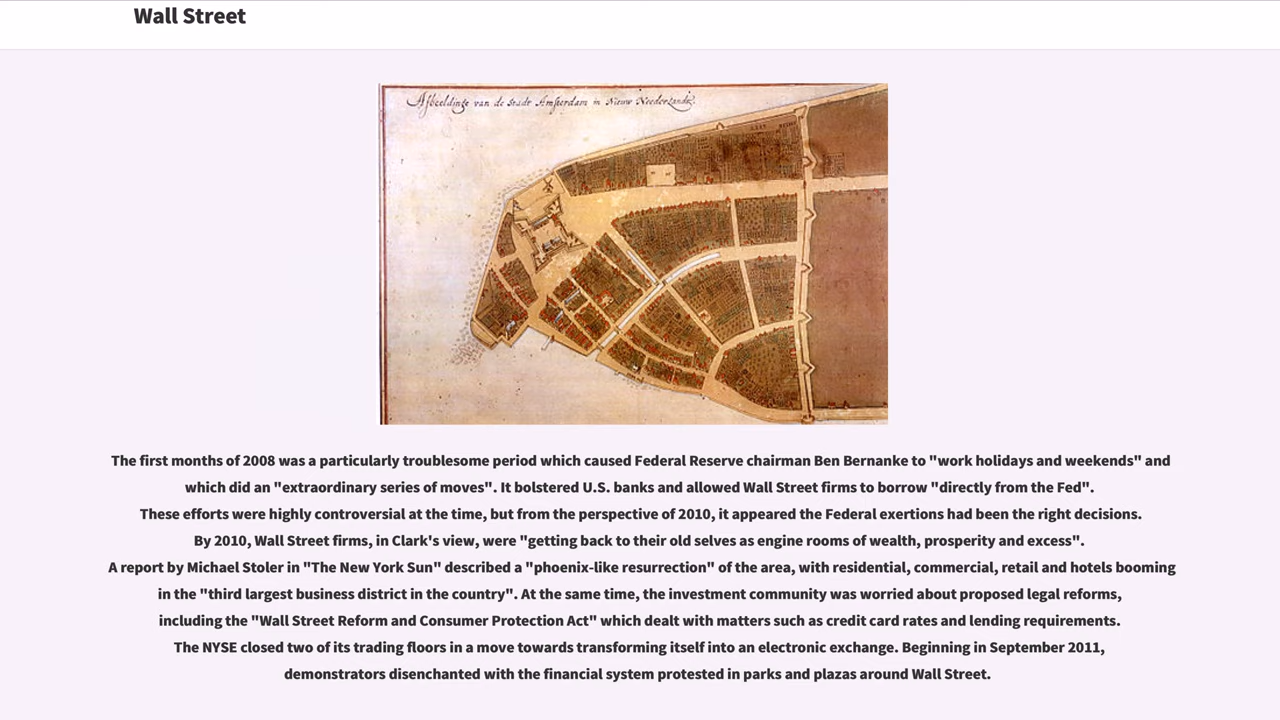 Wall Street
Afbeeldinge van de Stadt Amsterdam in Nieuw Neederlandt.
The first months of 2008 was a particularly troublesome period which caused Federal Reserve chairman Ben Bernanke to "work holidays and weekends" and
which did an "extraordinary series of moves". It bolstered U.S. banks and allowed Wall Street firms to borrow "directly from the Fed".
These efforts were highly controversial at the time, but from the perspective of 2010, it appeared the Federal exertions had been the right decisions.
By 2010, Wall Street firms, in Clark's view, were "getting back to their old selves as engine rooms of wealth, prosperity and excess".
A report by Michael Stoler in "The New York Sun" described a "phoenix-like resurrection" of the area, with residential, commercial, retail and hotels booming
in the "third largest business district in the country". At the same time, the investment community was worried about proposed legal reforms,
including the "Wall Street Reform and Consumer Protection Act" which dealt with matters such as credit card rates and lending requirements.
The NYSE closed two of its trading floors in a move towards transforming itself into an electronic exchange. Beginning in September 2011,
demonstrators disenchanted with the financial system protested in parks and plazas around Wall Street.